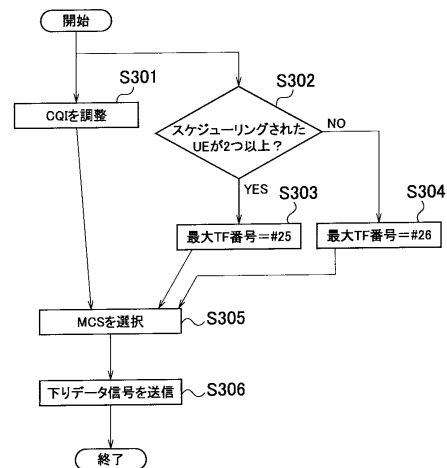 開始
S301
CQIを調整
S302
スケジューリングされた
UEが2つ以上?
NO
YES
S303
最大TF番号=#25
S304
最大TF番号=#26
MCSを選択
S305
下りデータ信号を送信
S306
終了